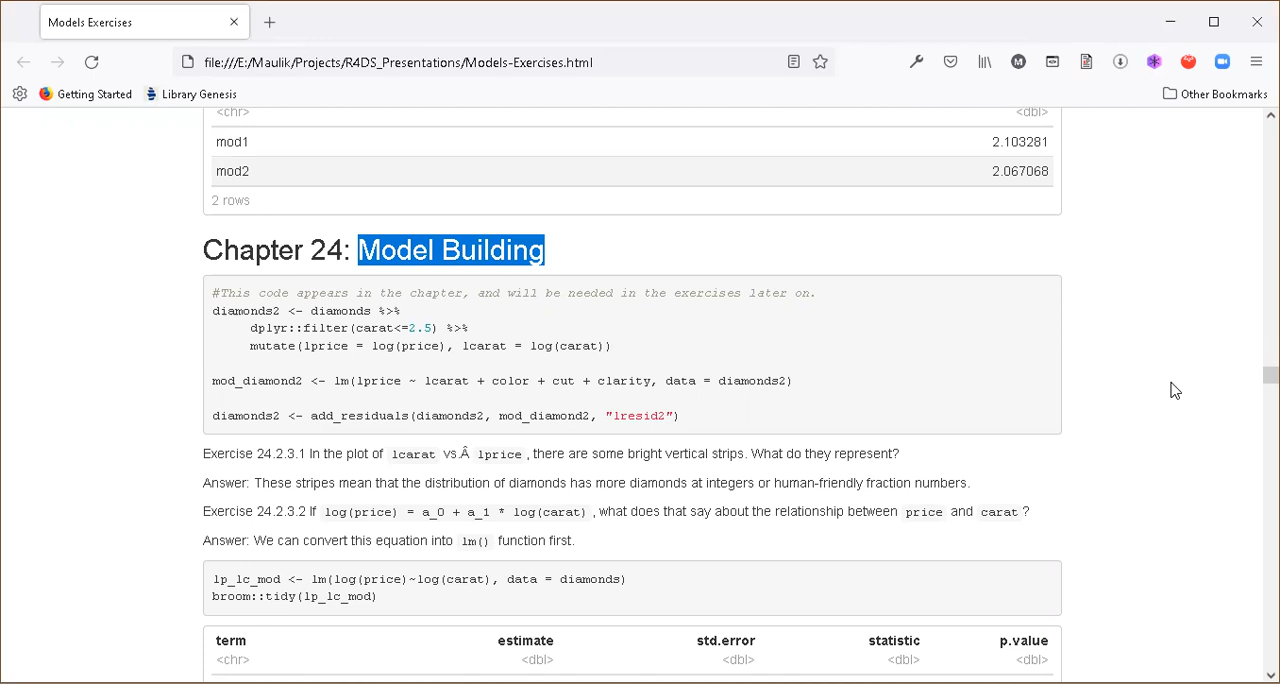 Models Exercises
file:///E:/Maulik/Projects/R4DS_Presentations/Models-Exercises.html
Getting Started Library Genesis Other Bookmarks
<chr> <dbl>
mod1 2.103281
mod2 2.067068
2 rows
Chapter 24: Model Building
#This code appears in the chapter, and will be needed in the exercises later on.
diamonds2 <- diamonds %>%
dplyr::filter(carat<=2.5) %>%
mutate(lprice = log(price), lcarat = log(carat))
mod_diamond2 <- lm(lprice ~ lcarat + color + cut + clarity, data = diamonds2)
diamonds2 <- add_residuals(diamonds2, mod_diamond2, "lresid2")
Exercise 24.2.3.1 In the plot of lcarat vs.Â lprice , there are some bright vertical strips. What do they represent?
Answer: These stripes mean that the distribution of diamonds has more diamonds at integers or human-friendly fraction numbers.
Exercise 24.2.3.2 If log(price) = a_0 + a_1 * log(carat) , what does that say about the relationship between price and carat ?
Answer: We can convert this equation into lm() function first.
lp_lc_mod <- lm(log(price)~log(carat), data = diamonds)
broom::tidy(lp_lc_mod)
term estimate std.error statistic p.value
<chr> <dbl> <dbl> <dbl> <dbl>